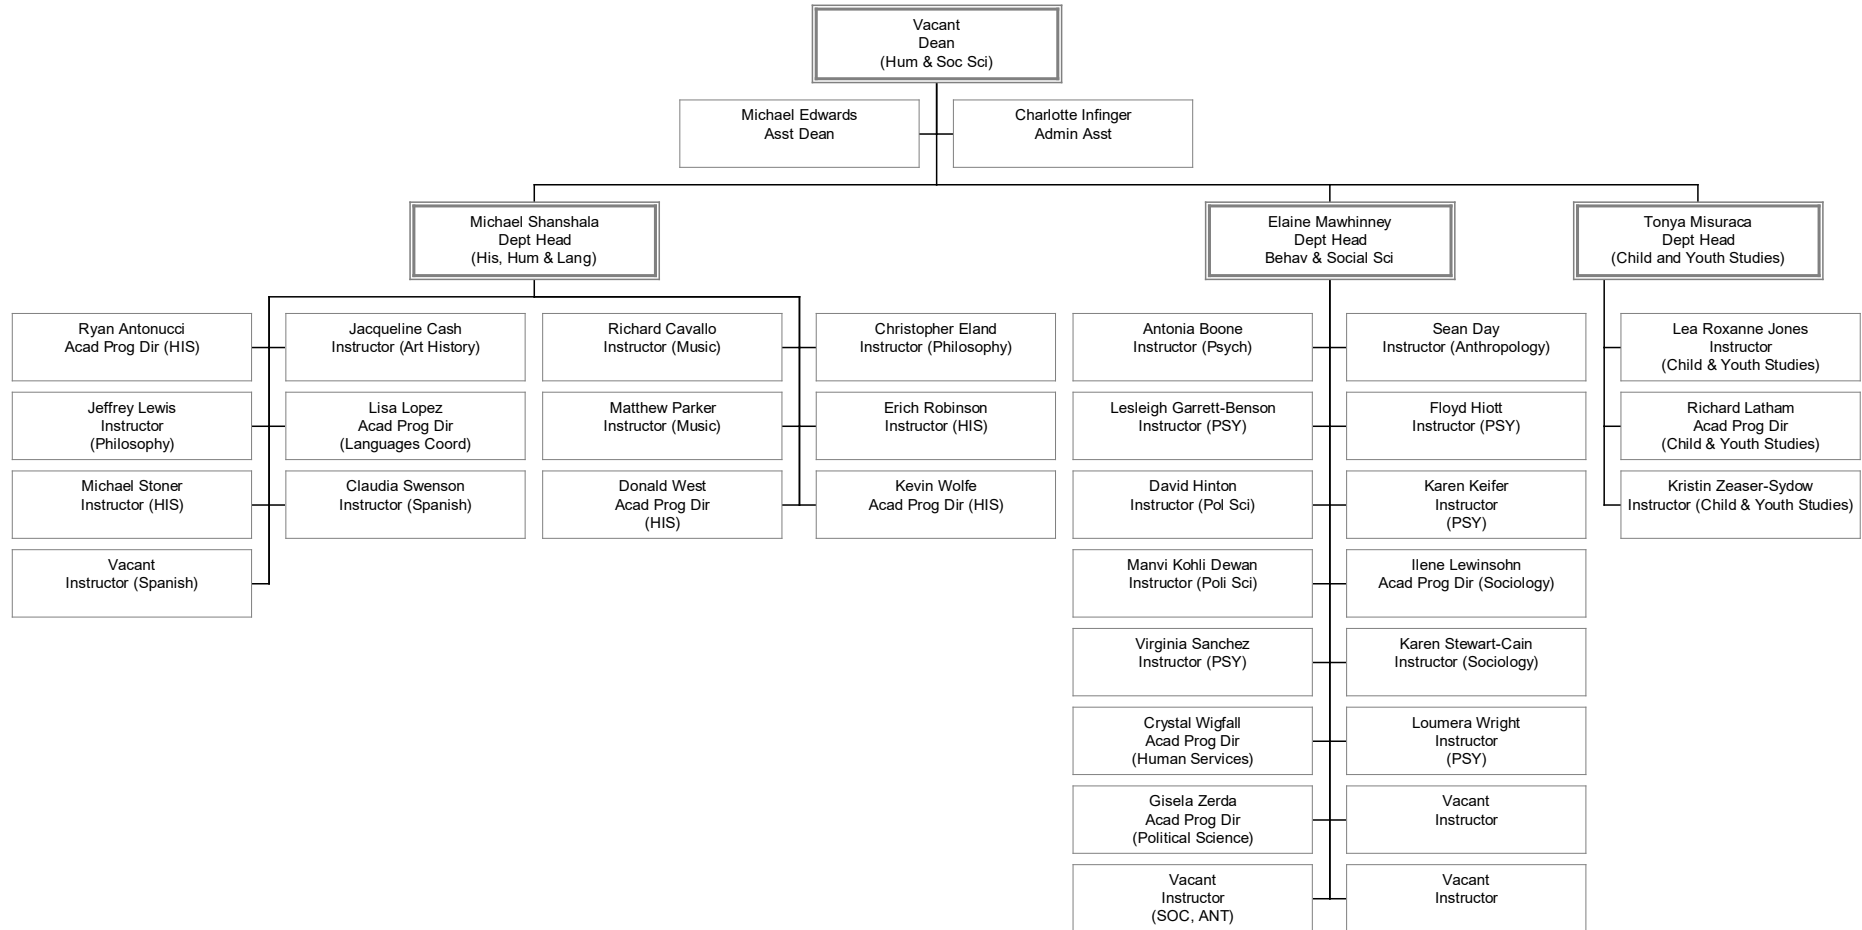 Vacant
Dean
(Hum & Soc Sci)
Michael Edwards
Asst Dean
Charlotte Infinger
Admin Asst
Michael Shanshala
Dept Head
(His, Hum & Lang)
Elaine Mawhinney
Dept Head
Behav & Social Sci
Tonya Misuraca
Dept Head
(Child and Youth Studies)
Ryan Antonucci
Acad Prog Dir (HIS)
Jacqueline Cash
Instructor (Art History)
Richard Cavallo
Instructor (Music)
Christopher Eland
Instructor (Philosophy)
Antonia Boone
Instructor (Psych)
Sean Day
Instructor (Anthropology)
Lea Roxanne Jones
Instructor
(Child & Youth Studies)
Jeffrey Lewis
Instructor
(Philosophy)
Lisa Lopez
Acad Prog Dir
(Languages Coord)
Matthew Parker
Instructor (Music)
Erich Robinson
Instructor (HIS)
Lesleigh Garrett-Benson
Instructor (PSY)
Floyd Hiott
Instructor (PSY)
Richard Latham
Acad Prog Dir
(Child & Youth Studies)
Michael Stoner
Instructor (HIS)
Claudia Swenson
Instructor (Spanish)
Donald West
Acad Prog Dir
(HIS)
Kevin Wolfe
Acad Prog Dir (HIS)
David Hinton
Instructor (Pol Sci)
Karen Keifer
Instructor
(PSY)
Kristin Zeaser-Sydow
Instructor (Child & Youth Studies)
Vacant
Instructor (Spanish)
Manvi Kohli Dewan
Instructor (Poli Sci)
Ilene Lewinsohn
Acad Prog Dir (Sociology)
Virginia Sanchez
Instructor (PSY)
Karen Stewart-Cain
Instructor (Sociology)
Crystal Wigfall
Acad Prog Dir
(Human Services)
Loumera Wright
Instructor
(PSY)
Gisela Zerda
Acad Prog Dir
(Political Science)
Vacant
Instructor
Vacant
Instructor
(SOC, ANT)
Vacant
Instructor